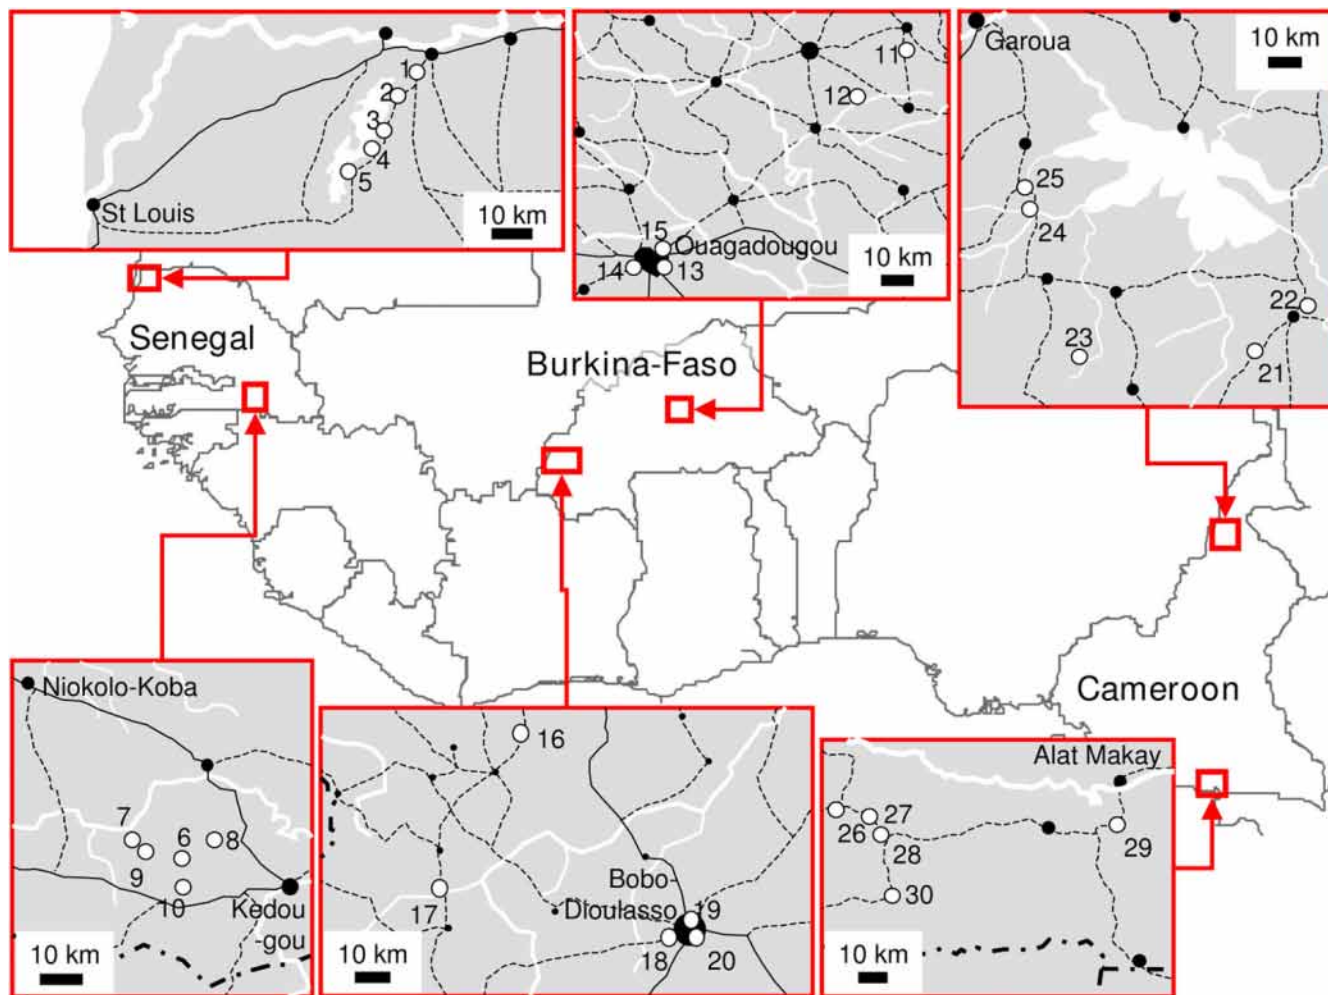 1
2
3
4
5
St Louis
10 km
11
12
15
Ouagadougou
14
13
10 km
Garoua
10 km
25
24
22
23
21
Senegal
Burkina-Faso
Cameroon
Niokolo-Koba
7
6
8
9
10
Kedou
-gou
10 km
16
17
Bobo-
Dioulasso
19
18
20
10 km
Alat Makay
27
26
28
29
30
10 km